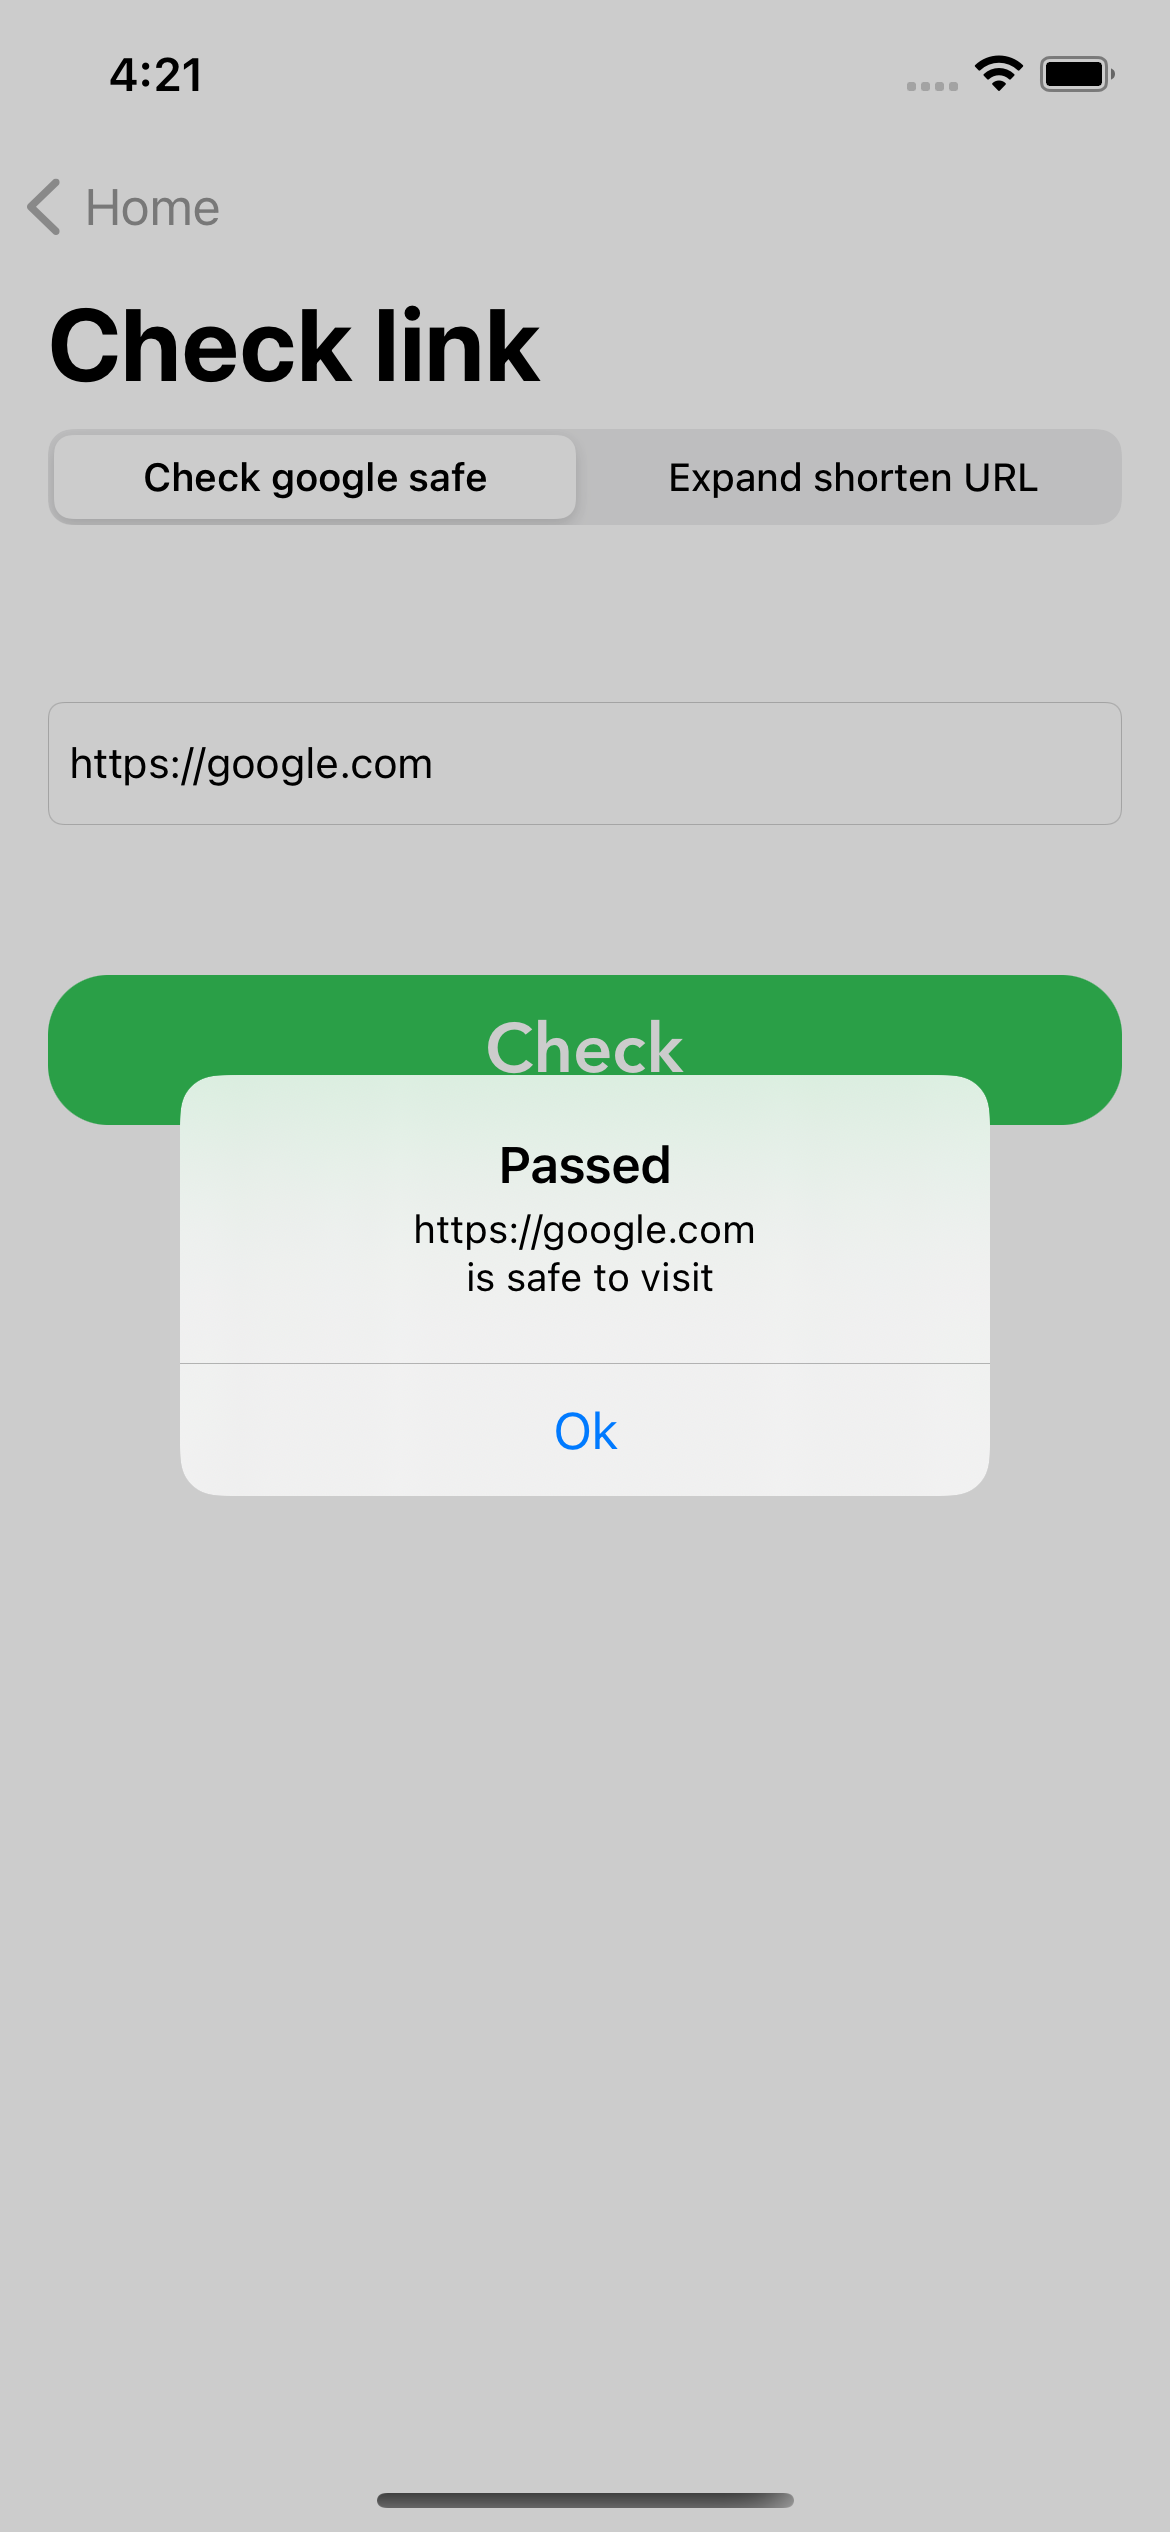 4:21
Home
Check link
Check google safe
Expand shorten URL
https://google.com
Check
Passed
https://google.com
is safe to visit
Ok